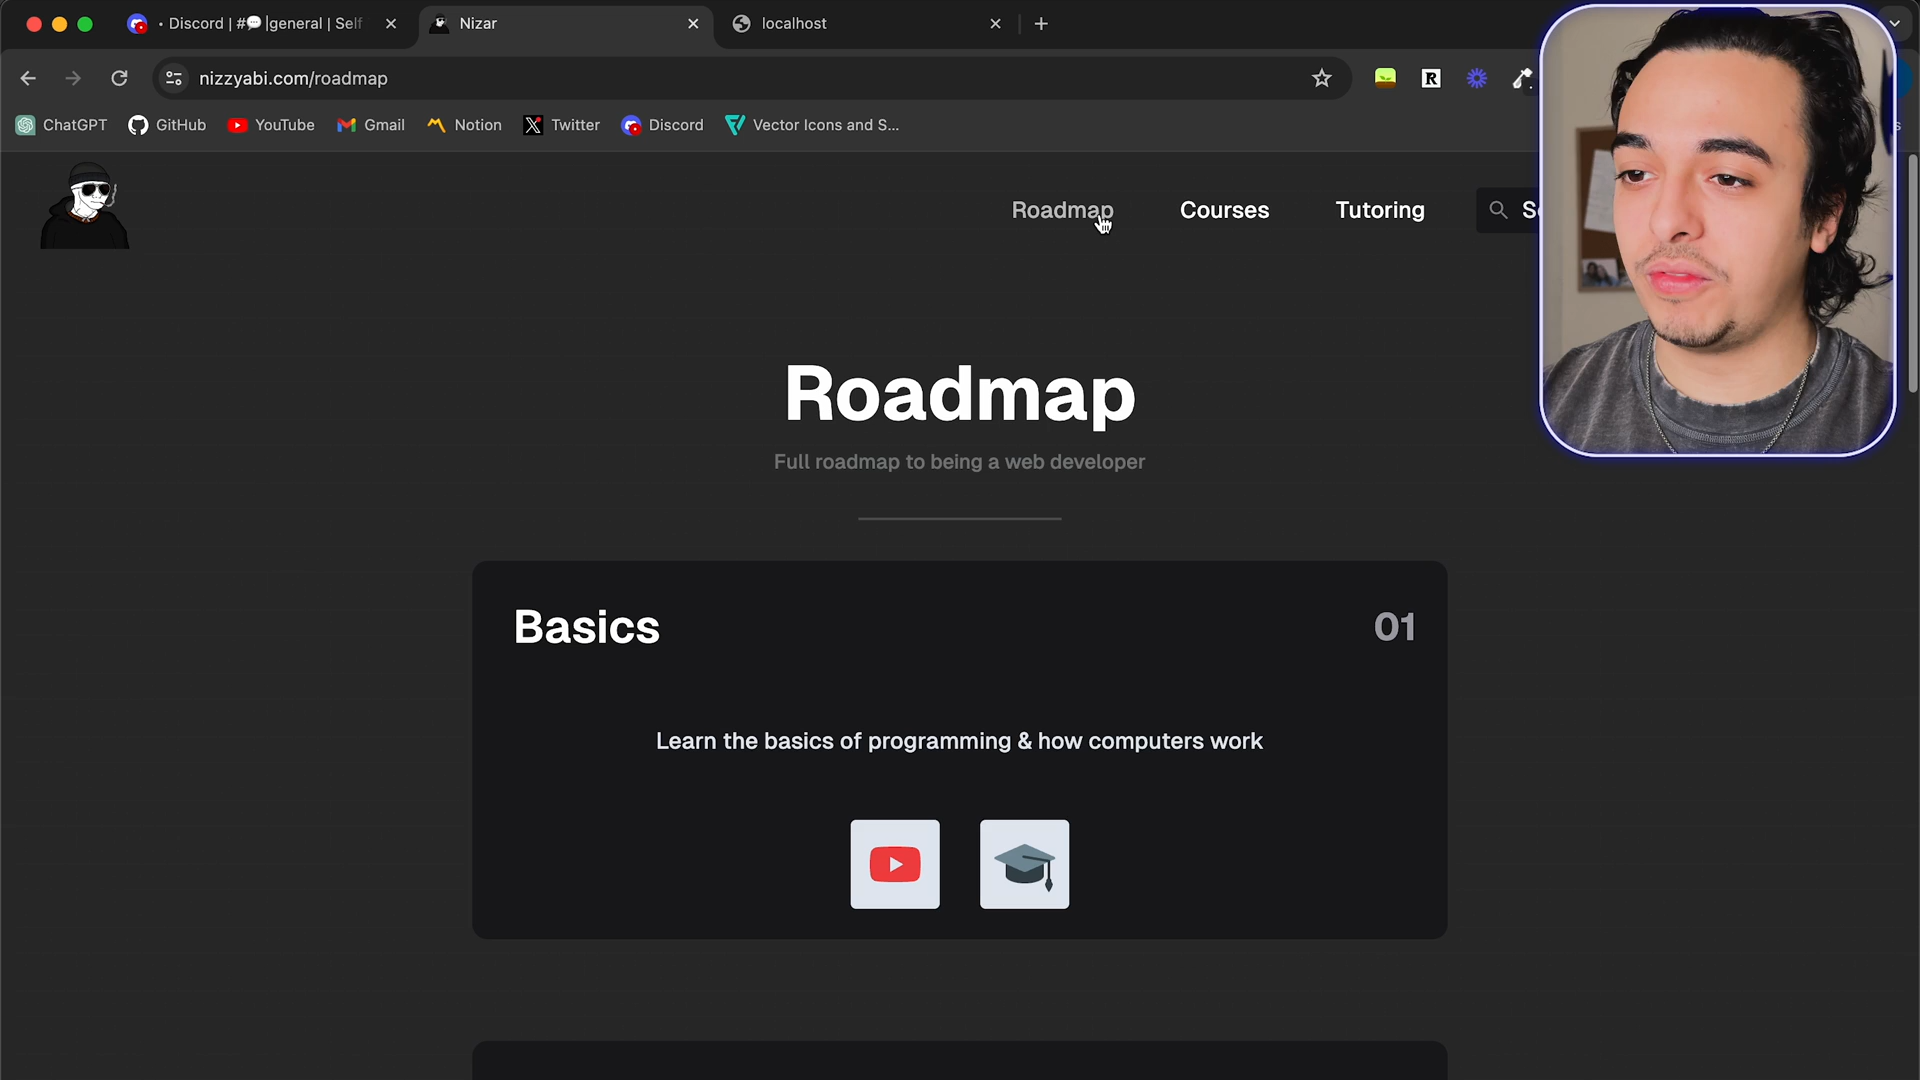 • Discord | #💬|general | Self
Nizar
localhost
nizzyabi.com/roadmap
ChatGPT
GitHub
YouTube
Gmail
Notion
Twitter
Discord
Vector Icons and S...
Roadmap
Courses
Tutoring
Roadmap
Full roadmap to being a web developer
Basics
01
Learn the basics of programming & how computers work